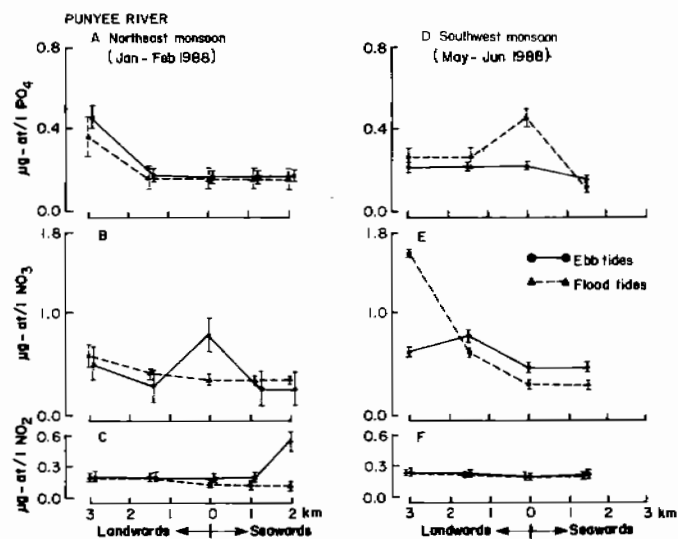 PUNYEE RIVER
A Northeast monsoon
(Jan - Feb 1988)
D Southwest monsoon
(May - Jun 1988)
µg-at/l PO4
0.4
0.0
0.4
0.0
B
E
1.8
1.0
0.0
1.8
1.0
0.0
µg-at/l NO3
Ebb tides
Flood tides
C
F
µg-at/l NO2
0.6
0.3
0.0
0.6
0.3
0.0
3 2 1 0 1 2 km
3 2 1 0 1 2 3 km
Landwards Seawards
Landwards Seawards